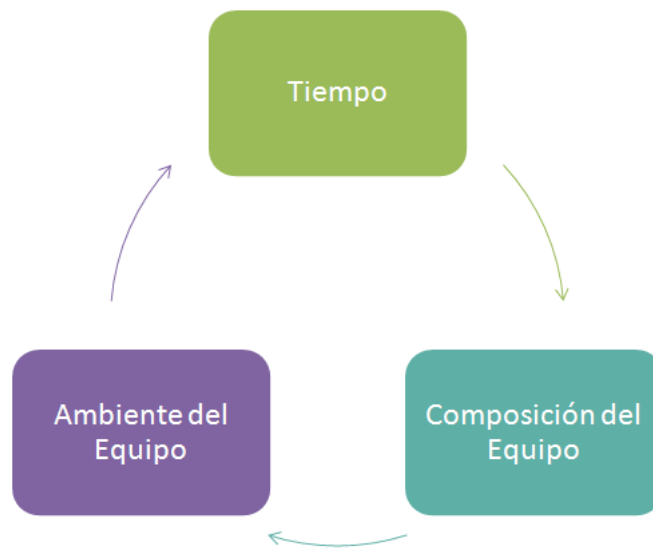 Tiempo
Ambiente del
Equipo
Composición del
Equipo